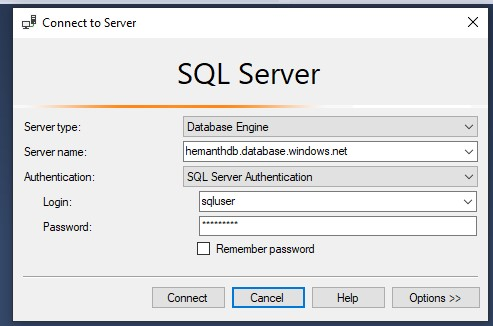 Connect to Server
SQL Server
Server type: Database Engine
Server name: hemanthdb.database.windows.net
Authentication: SQL Server Authentication
Login: sqluser
Password: *********
Remember password
Connect Cancel Help Options >>